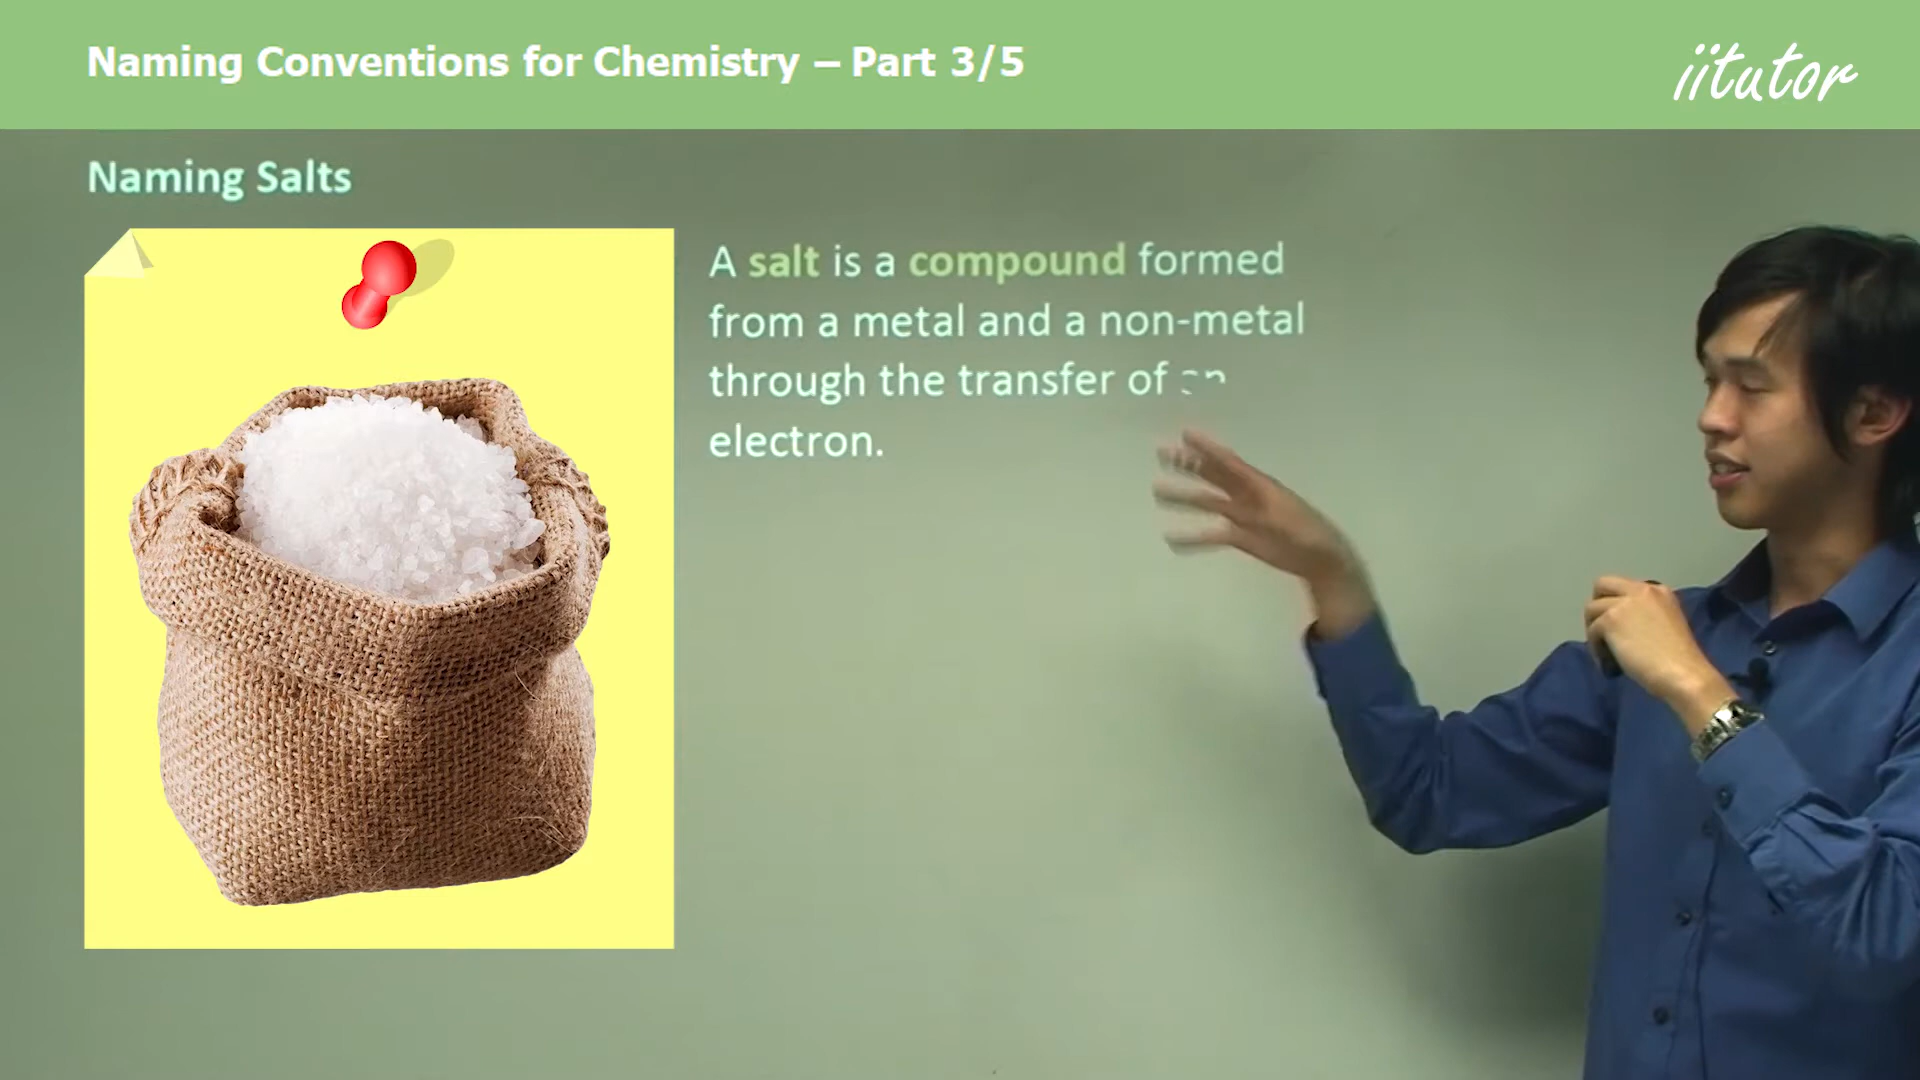 Naming Conventions for Chemistry – Part 3/5
iitutor
Naming Salts
A salt is a compound formed
from a metal and a non-metal
through the transfer of an
electron.